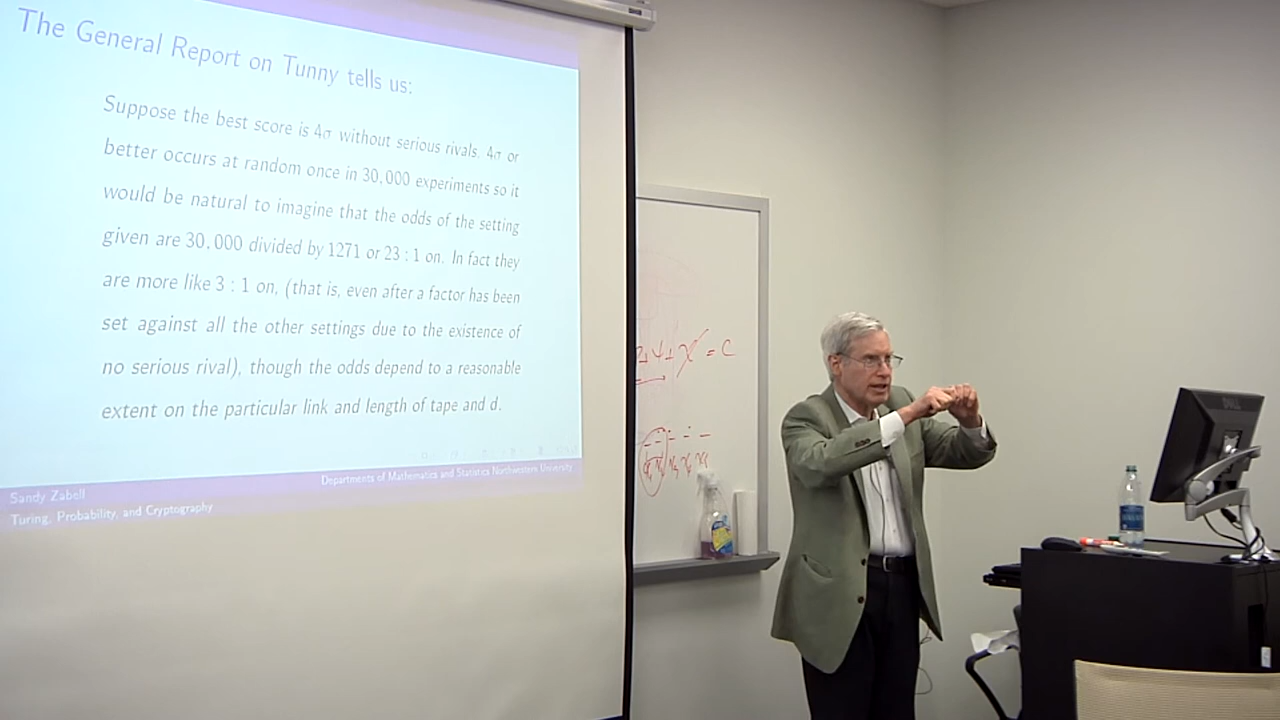 The General Report on Tunny tells us:
Suppose the best score is 4σ without serious rivals. 4σ or
better occurs at random once in 30,000 experiments so it
would be natural to imagine that the odds of the setting
given are 30,000 divided by 1271 or 23 : 1 on. In fact they
are more like 3 : 1 on, (that is, even after a factor has been
set against all the other settings due to the existence of
no serious rival), though the odds depend to a reasonable
extent on the particular link and length of tape and d.
Sandy Zabell
Departments of Mathematics and Statistics Northwestern University
Turing, Probability, and Cryptography
+ χ = C
DELL